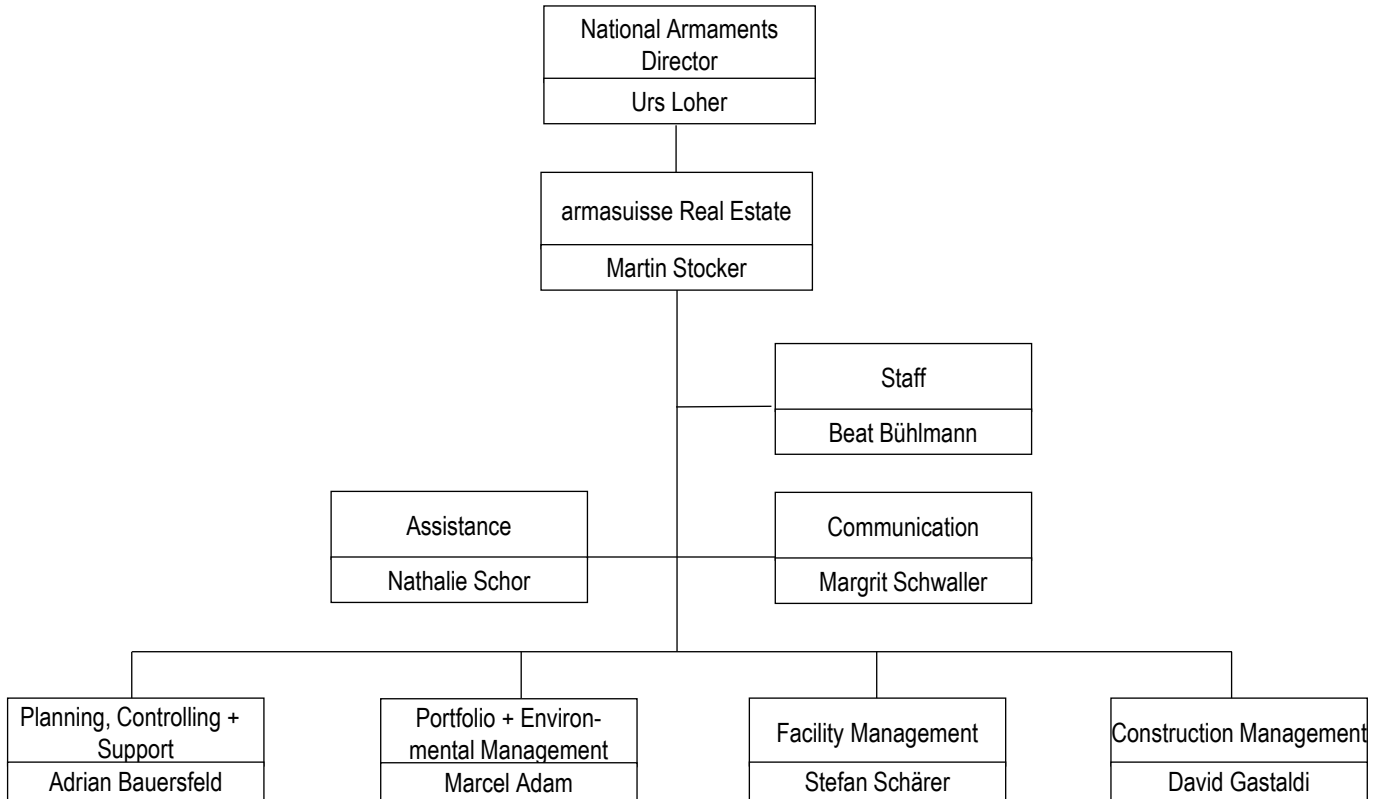 National Armaments
Director
Urs Loher
armasuisse Real Estate
Martin Stocker
Staff
Beat Bühlmann
Assistance
Nathalie Schor
Communication
Margrit Schwaller
Planning, Controlling +
Support
Adrian Bauersfeld
Portfolio + Environ-
mental Management
Marcel Adam
Facility Management
Stefan Schärer
Construction Management
David Gastaldi